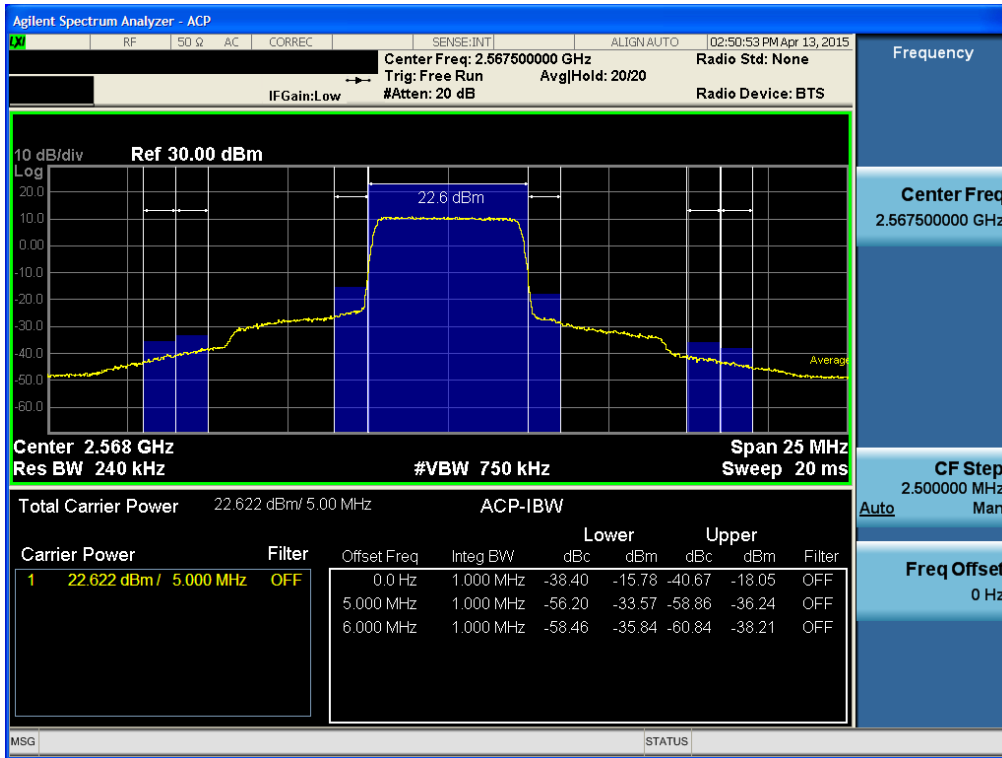 Agilent Spectrum Analyzer - ACP
LXI RF 50 Ω AC CORREC SENSE:INT ALIGN AUTO 02:50:53 PM Apr 13, 2015
Center Freq: 2.567500000 GHz Radio Std: None
Trig: Free Run Avg|Hold: 20/20
IFGain:Low #Atten: 20 dB Radio Device: BTS
Frequency
10 dB/div Ref 30.00 dBm
Log
20.0
10.0
0.00
-10.0
-20.0
-30.0
-40.0
-50.0
-60.0
22.6 dBm
Average
Center 2.568 GHz Span 25 MHz
Res BW 240 kHz #VBW 750 kHz Sweep 20 ms
Center Freq
2.567500000 GHz
CF Step
2.500000 MHz
Auto Man
Freq Offset
0 Hz
Total Carrier Power 22.622 dBm/ 5.00 MHz ACP-IBW
Lower Upper
Carrier Power Filter Offset Freq Integ BW dBc dBm dBc dBm Filter
1 22.622 dBm / 5.000 MHz OFF 0.0 Hz 1.000 MHz -38.40 -15.78 -40.67 -18.05 OFF
5.000 MHz 1.000 MHz -56.20 -33.57 -58.86 -36.24 OFF
6.000 MHz 1.000 MHz -58.46 -35.84 -60.84 -38.21 OFF
MSG STATUS